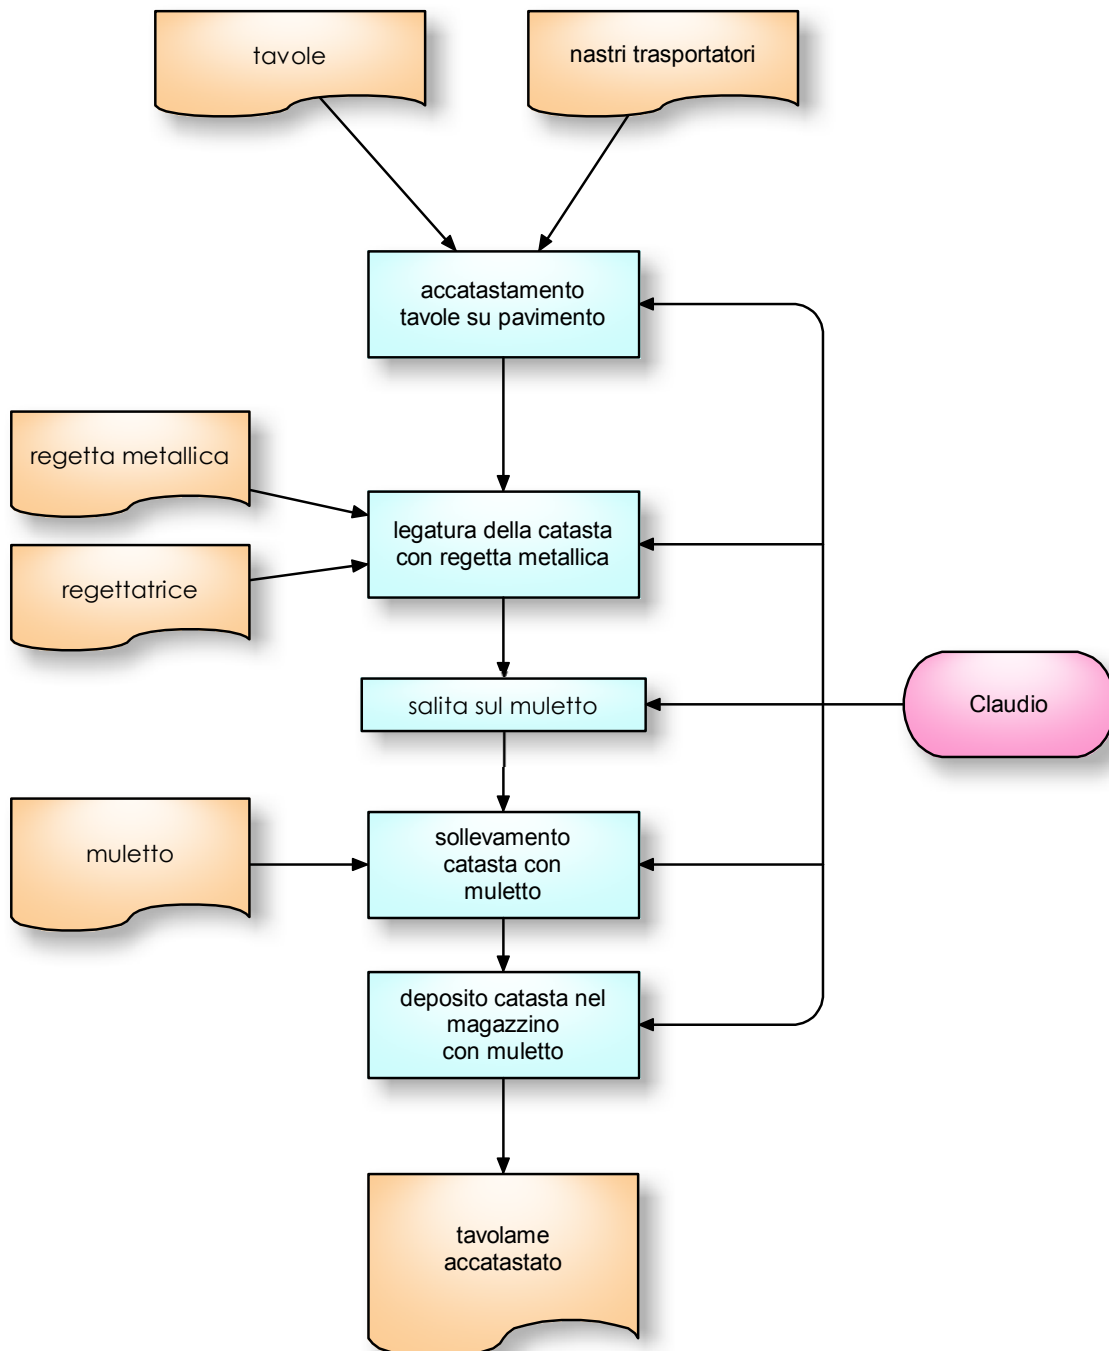 tavole
nastri trasportatori
accatastamento
tavole su pavimento
regetta metallica
legatura della catasta
con regetta metallica
regettatrice
salita sul muletto
Claudio
muletto
sollevamento
catasta con
muletto
deposito catasta nel
magazzino
con muletto
tavolame
accatastato